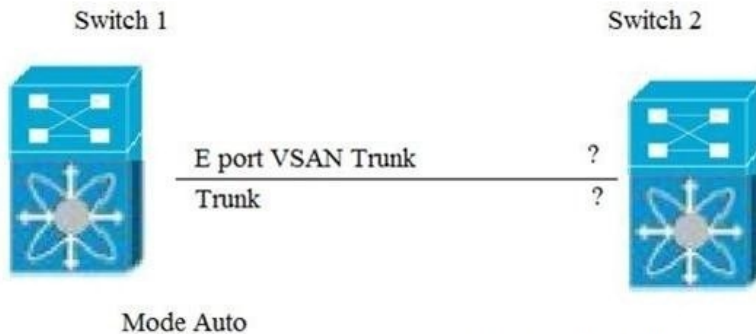 Switch 1
Switch 2
E port VSAN Trunk ?
Trunk ?
Mode Auto